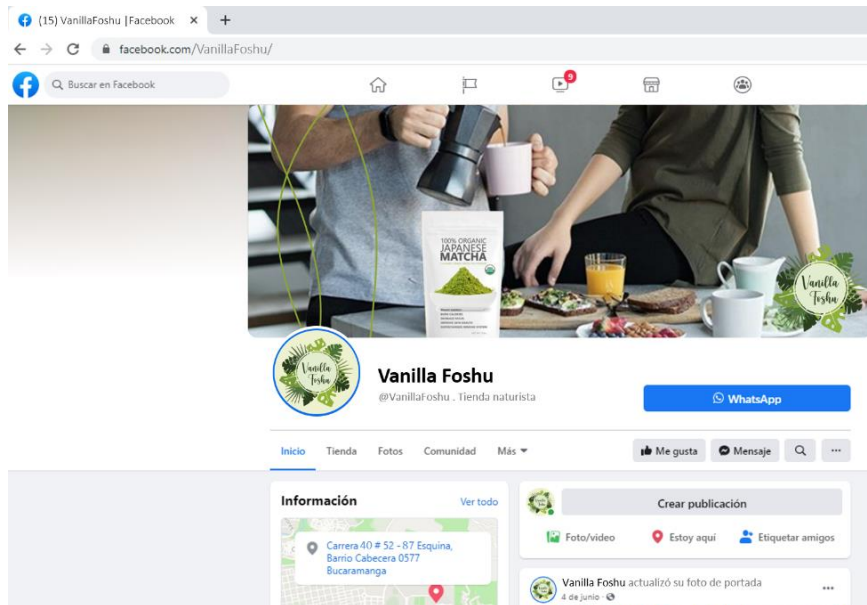 (15) VanillaFoshu | Facebook
facebook.com/VanillaFoshu/
Buscar en Facebook
9
100% ORGANIC
JAPANESE
MATCHA
Vanilla
Foshu
Vanilla
Foshu
Vanilla Foshu
@VanillaFoshu . Tienda naturista
WhatsApp
Inicio
Tienda
Fotos
Comunidad
Más
Me gusta
Mensaje
Información
Ver todo
Carrera 40 # 52 - 87 Esquina,
Barrio Cabecera 0577
Bucaramanga
Crear publicación
Foto/video
Estoy aquí
Etiquetar amigos
Vanilla Foshu actualizó su foto de portada
4 de junio ·